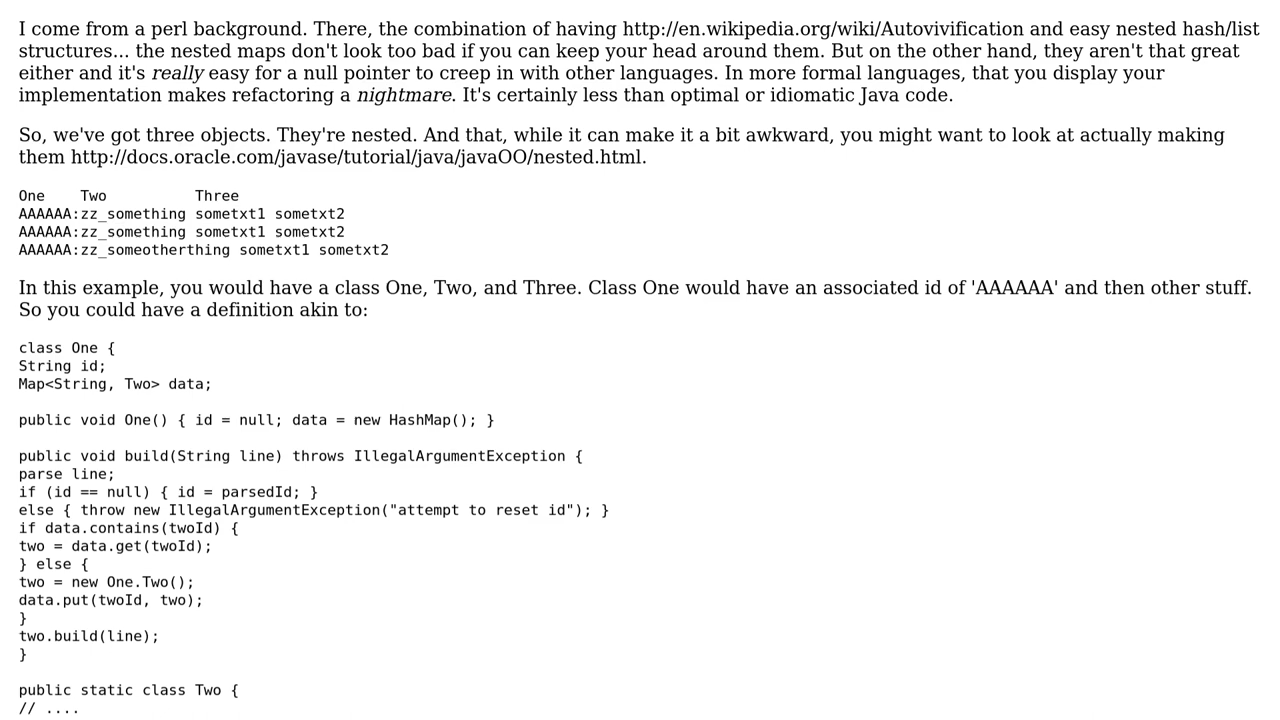 I come from a perl background. There, the combination of having http://en.wikipedia.org/wiki/Autovivification and easy nested hash/list
structures... the nested maps don't look too bad if you can keep your head around them. But on the other hand, they aren't that great
either and it's really easy for a null pointer to creep in with other languages. In more formal languages, that you display your
implementation makes refactoring a nightmare. It's certainly less than optimal or idiomatic Java code.
So, we've got three objects. They're nested. And that, while it can make it a bit awkward, you might want to look at actually making
them http://docs.oracle.com/javase/tutorial/java/javaOO/nested.html.
One    Two          Three
AAAAAA:zz_something sometxt1 sometxt2
AAAAAA:zz_something sometxt1 sometxt2
AAAAAA:zz_someotherthing sometxt1 sometxt2
In this example, you would have a class One, Two, and Three. Class One would have an associated id of 'AAAAAA' and then other stuff.
So you could have a definition akin to:
class One {
String id;
Map<String, Two> data;
public void One() { id = null; data = new HashMap(); }
public void build(String line) throws IllegalArgumentException {
parse line;
if (id == null) { id = parsedId; }
else { throw new IllegalArgumentException("attempt to reset id"); }
if data.contains(twoId) {
two = data.get(twoId);
} else {
two = new One.Two();
data.put(twoId, two);
}
two.build(line);
}
public static class Two {
// ....